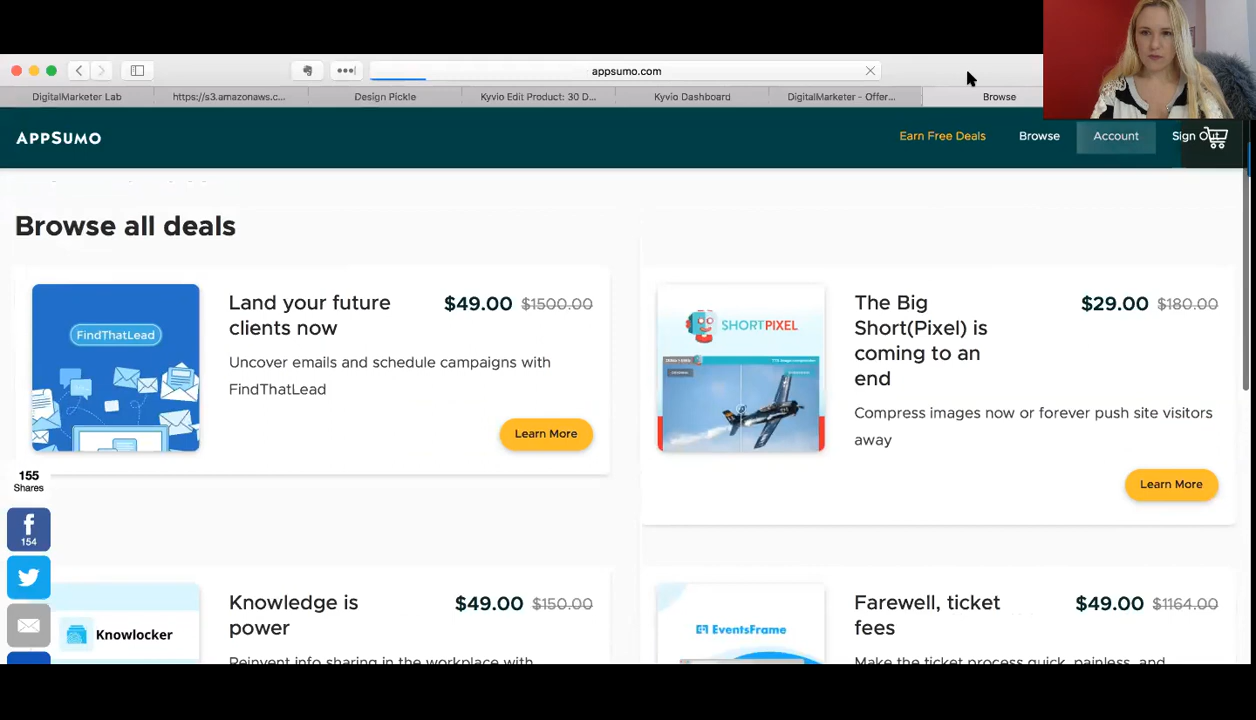 appsumo.com
DigitalMarketer Lab
https://s3.amazonaws.c...
Design Pickle
Kyvio Edit Product: 30 D...
Kyvio Dashboard
DigitalMarketer - Offer...
Browse
APPSUMO
Earn Free Deals
Browse
Account
Sign Out
Browse all deals
FindThatLead
Land your future
clients now
$49.00 $1500.00
Uncover emails and schedule campaigns with
FindThatLead
Learn More
SHORTPIXEL
The Big
Short(Pixel) is
coming to an
end
$29.00 $180.00
Compress images now or forever push site visitors
away
Learn More
155
Shares
154
Knowlocker
Knowledge is
power
$49.00 $150.00
Reinvent info sharing in the workplace with
EventsFrame
Farewell, ticket
fees
$49.00 $1164.00
Make the ticket process quick, painless, and